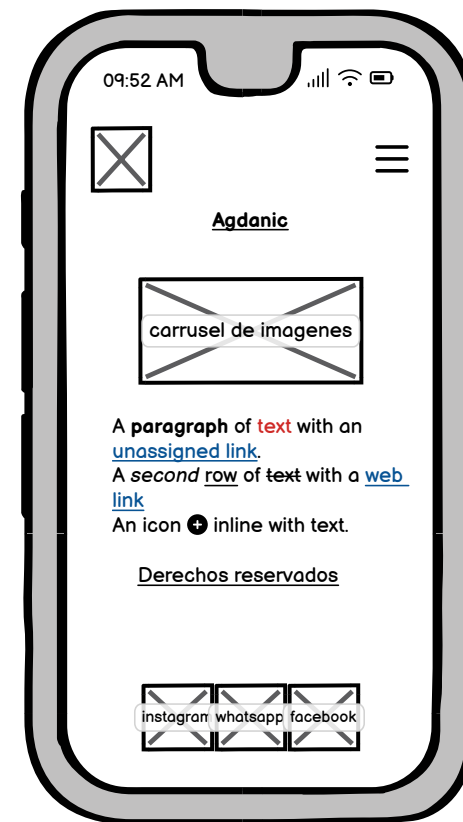 09:52 AM
Agdanic
carrusel de imagenes
A paragraph of text with an
unassigned link.
A second row of text with a web
link
An icon + inline with text.
Derechos reservados
instagram whatsapp facebook